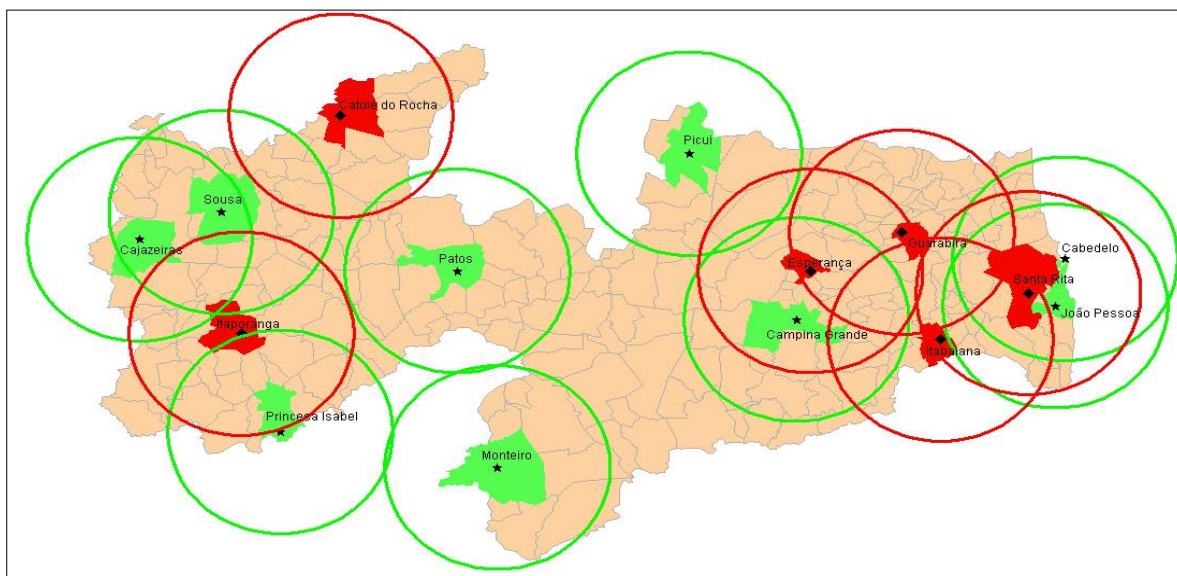 Catolé do Rocha
Picuí
Sousa
Cajazeiras
Patos
Guarabira
Cabedelo
Esperança
Santa Rita
João Pessoa
Itaporanga
Campina Grande
Itabaiana
Princesa Isabel
Monteiro